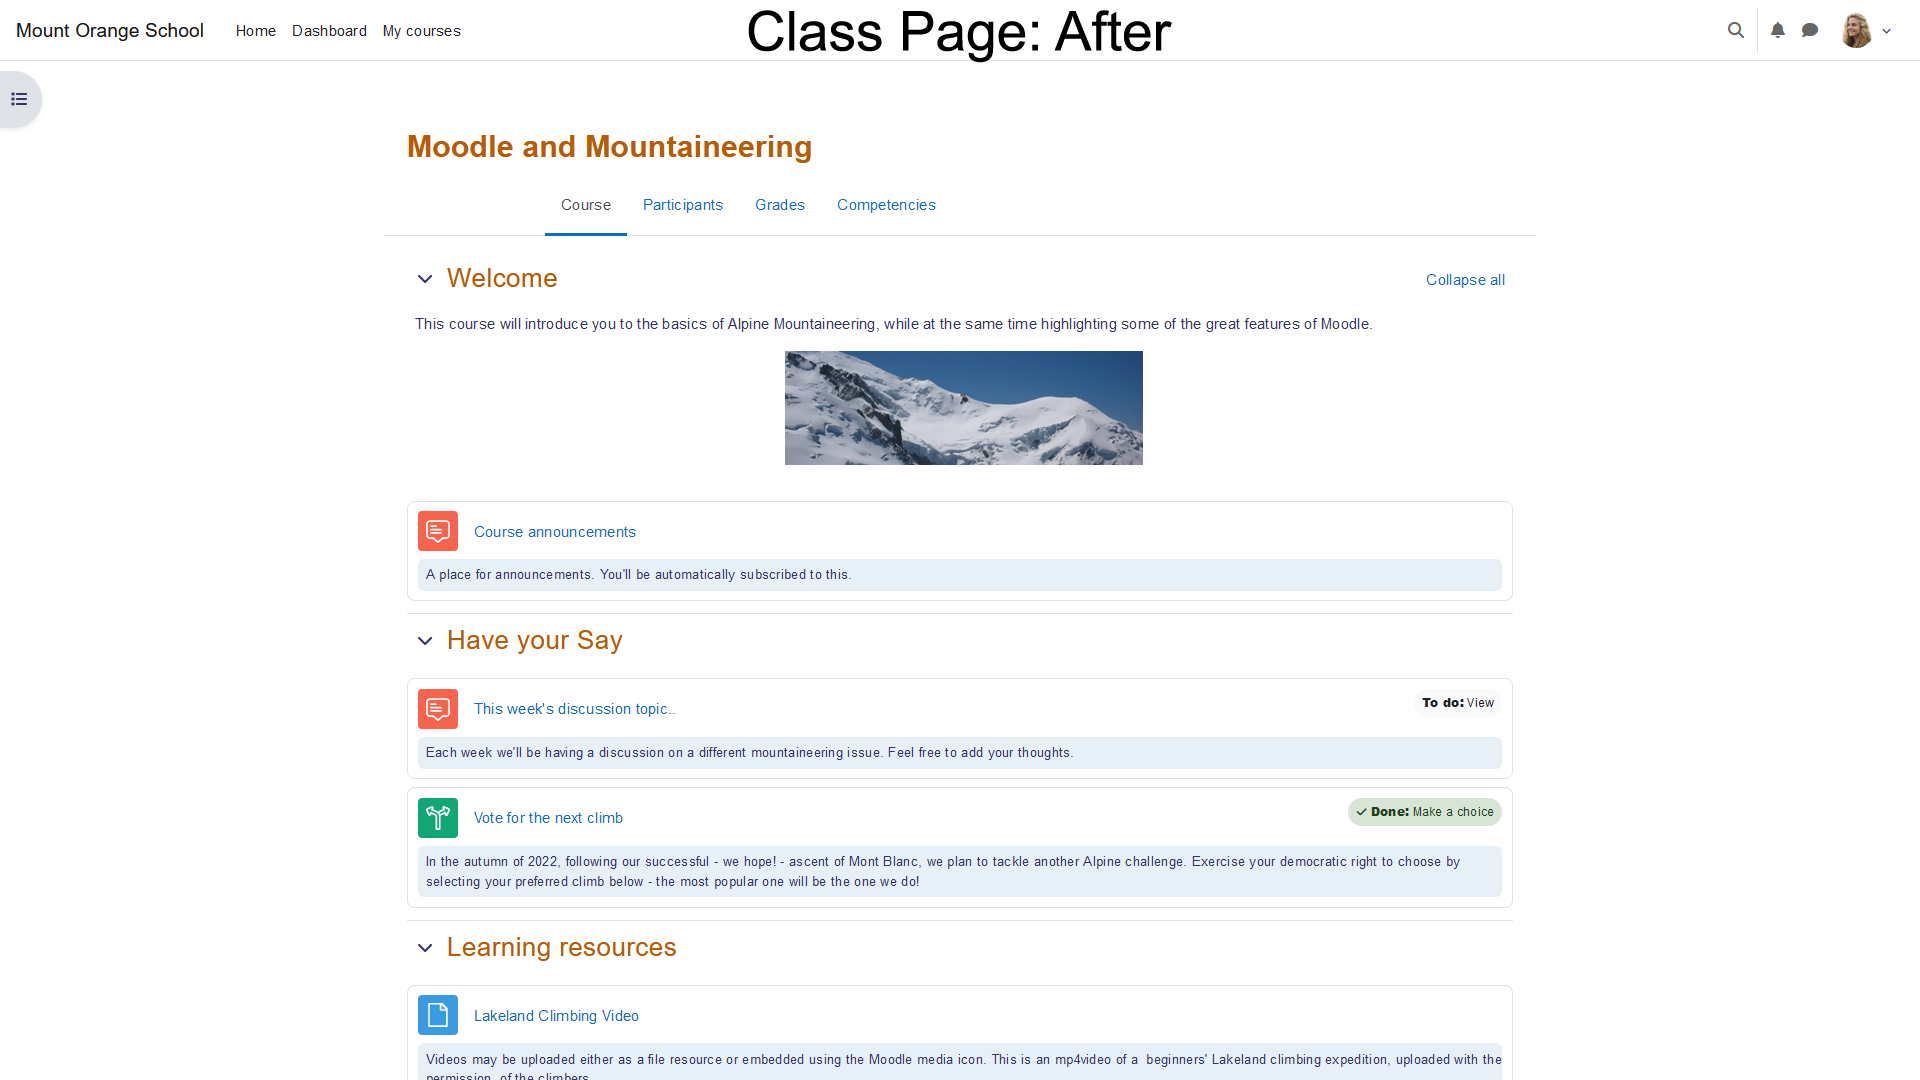 Mount Orange School
Home
Dashboard
My courses
Class Page: After
Moodle and Mountaineering
Course
Participants
Grades
Competencies
Welcome
Collapse all
This course will introduce you to the basics of Alpine Mountaineering, while at the same time highlighting some of the great features of Moodle.
Course announcements
A place for announcements. You'll be automatically subscribed to this.
Have your Say
This week's discussion topic..
To do: View
Each week we'll be having a discussion on a different mountaineering issue. Feel free to add your thoughts.
Vote for the next climb
Done: Make a choice
In the autumn of 2022, following our successful - we hope! - ascent of Mont Blanc, we plan to tackle another Alpine challenge. Exercise your democratic right to choose by
selecting your preferred climb below - the most popular one will be the one we do!
Learning resources
Lakeland Climbing Video
Videos may be uploaded either as a file resource or embedded using the Moodle media icon. This is an mp4video of a  beginners' Lakeland climbing expedition, uploaded with the
permission  of the climbers